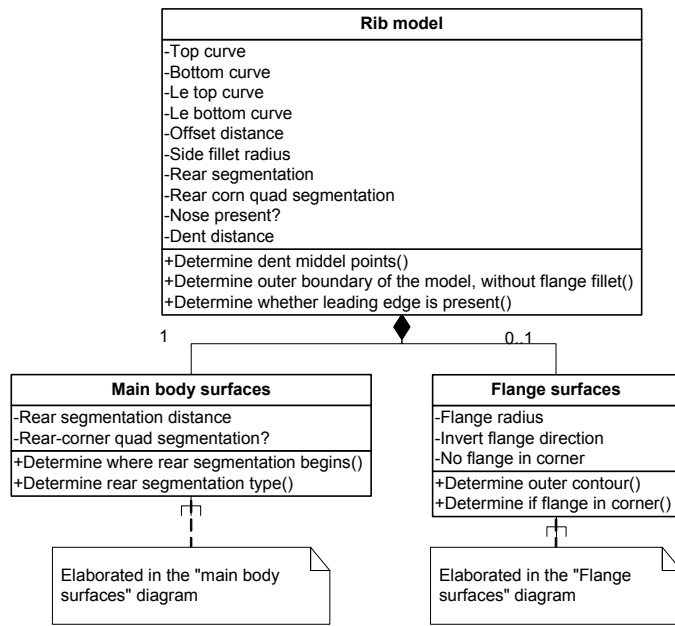 Rib model
-Top curve
-Bottom curve
-Le top curve
-Le bottom curve
-Offset distance
-Side fillet radius
-Rear segmentation
-Rear corn quad segmentation
-Nose present?
-Dent distance
+Determine dent middel points()
+Determine outer boundary of the model, without flange fillet()
+Determine whether leading edge is present()
1
0..1
Main body surfaces
-Rear segmentation distance
-Rear-corner quad segmentation?
+Determine where rear segmentation begins()
+Determine rear segmentation type()
Flange surfaces
-Flange radius
-Invert flange direction
-No flange in corner
+Determine outer contour()
+Determine if flange in corner()
Elaborated in the "main body
surfaces" diagram
Elaborated in the "Flange
surfaces" diagram